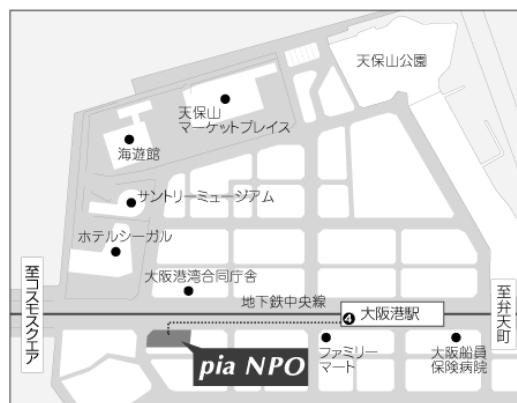 天保山公園
天保山
マーケットプレイス
海遊館
サントリーミュージアム
ホテルシーガル
大阪港湾合同庁舎
地下鉄中央線
❹ 大阪港駅
至コスモスクエア
至弁天町
pia NPO
ファミリー
マート
大阪船員
保険病院